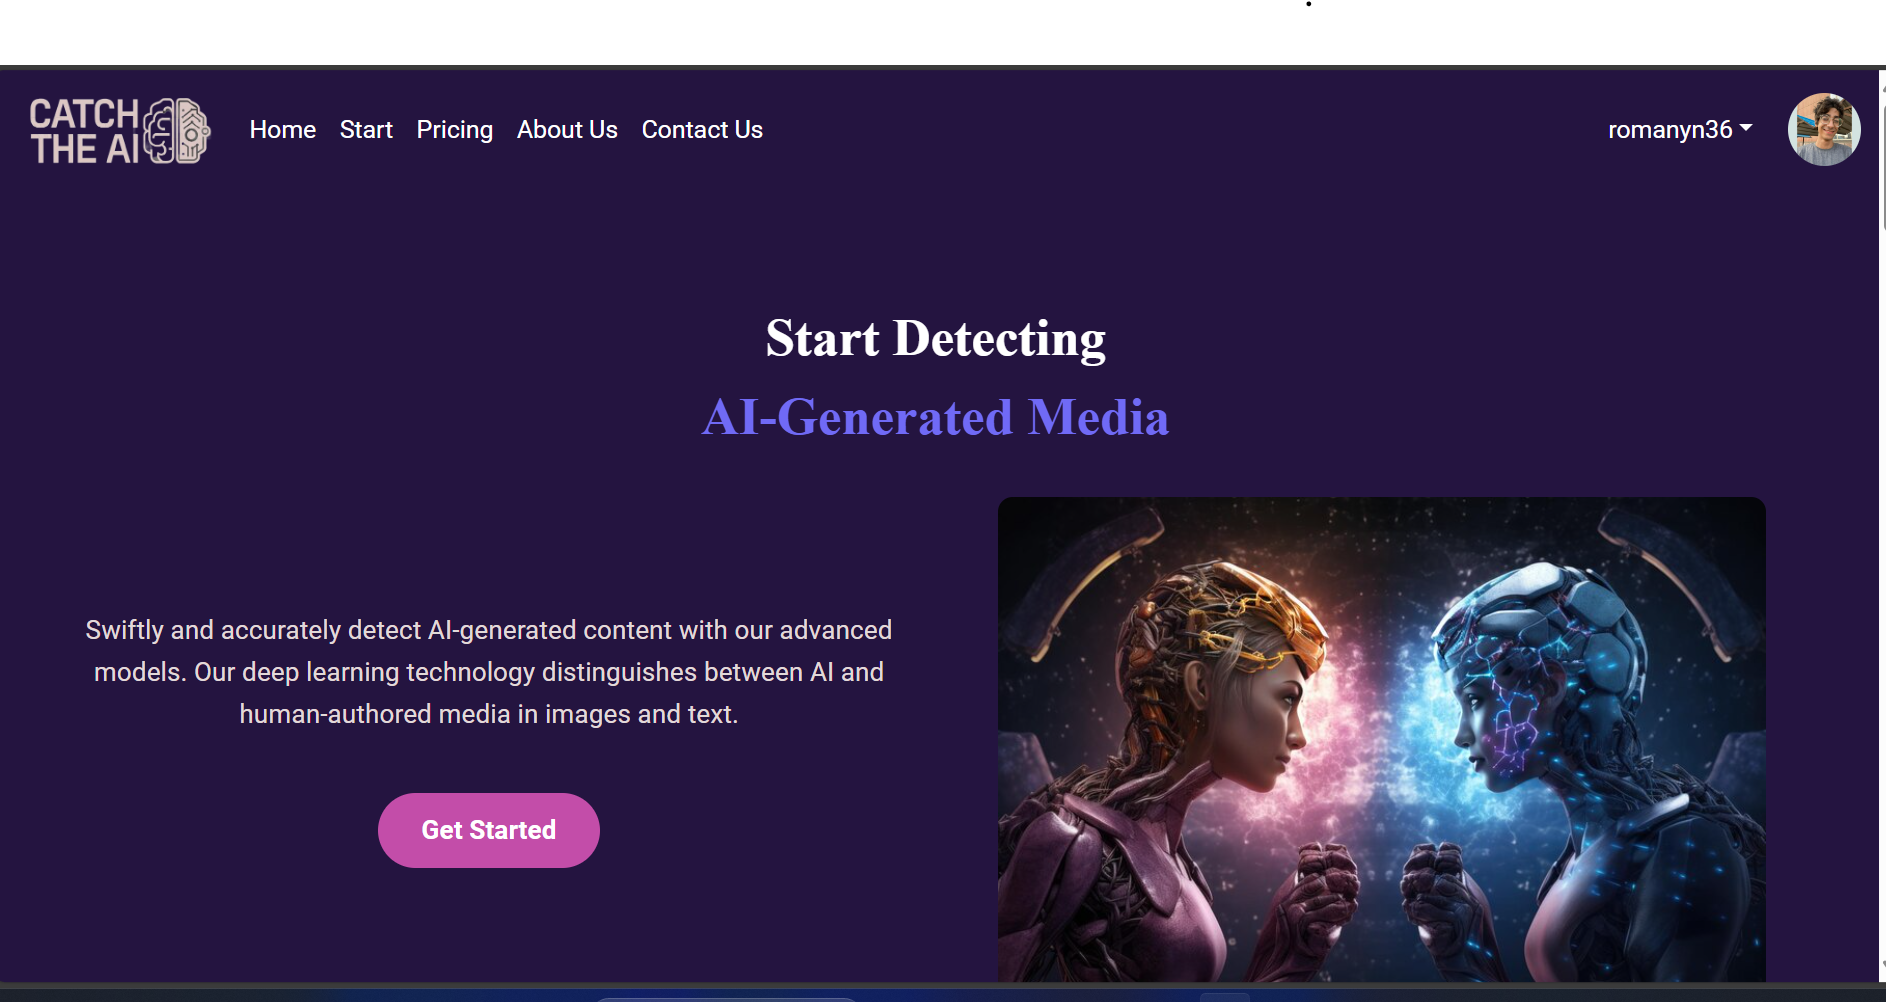 CATCH
THE AI
Home Start Pricing About Us Contact Us
romanyn36
Start Detecting
AI-Generated Media
Swiftly and accurately detect AI-generated content with our advanced
models. Our deep learning technology distinguishes between AI and
human-authored media in images and text.
Get Started